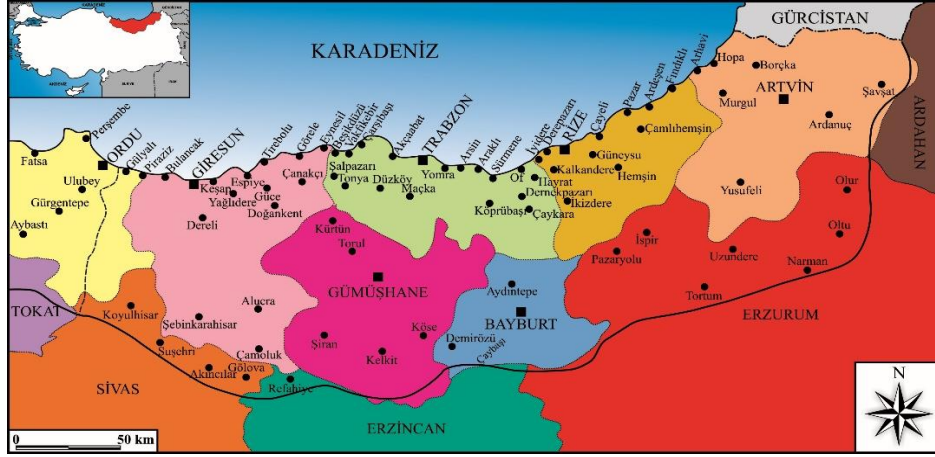 KARADENİZ
KARADENİZ
GÜRCİSTAN
ARDAHAN
Fatsa
Perşembe
ORDU
Gülyalı
Piraziz
Bulancak
GİRESUN
Keşap
Espiye
Tirebolu
Görele
Eynesil
Beşikdüzü
Vakfıkebir
Çarşıbaşı
Akçaabat
TRABZON
Yomra
Arsin
Araklı
Sürmene
Of
İyidere
Derepazarı
RİZE
Çayeli
Pazar
Ardeşen
Fındıklı
Arhavi
Hopa
Borçka
ARTVİN
Şavşat
Murgul
Ardanuç
Yusufeli
Ulubey
Gürgentepe
Aybastı
Yağlıdere
Güce
Doğankent
Çanakçı
Dereli
Şalpazarı
Tonya
Düzköy
Maçka
Köprübaşı
Hayrat
Dernekpazarı
Çaykara
Kalkandere
İkizdere
Güneysu
Hemşin
Çamlıhemşin
Kürtün
Torul
GÜMÜŞHANE
Şiran
Kelkit
Köse
Aydıntepe
BAYBURT
Demirözü
Çaybaşı
Pazaryolu
İspir
Uzundere
Tortum
Narman
Oltu
Olur
ERZURUM
TOKAT
Koyulhisar
Şebinkarahisar
Alucra
Suşehri
Akıncılar
Gölova
Çamoluk
Refahiye
SİVAS
ERZİNCAN
0 50 km
N